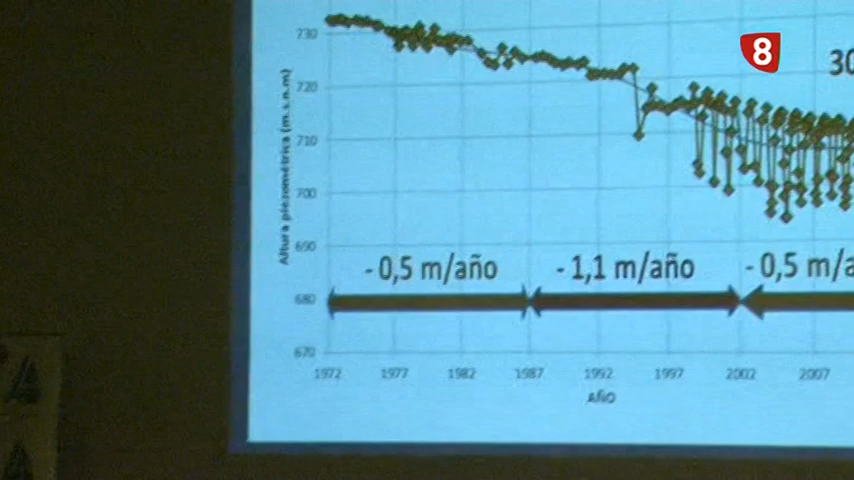 8
30
730
720
710
700
690
680
670
Altura piezométrica (m.s.n.m)
- 0,5 m/año
- 1,1 m/año
- 0,5 m/a
1972 1977 1982 1987 1992 1997 2002 2007
Año